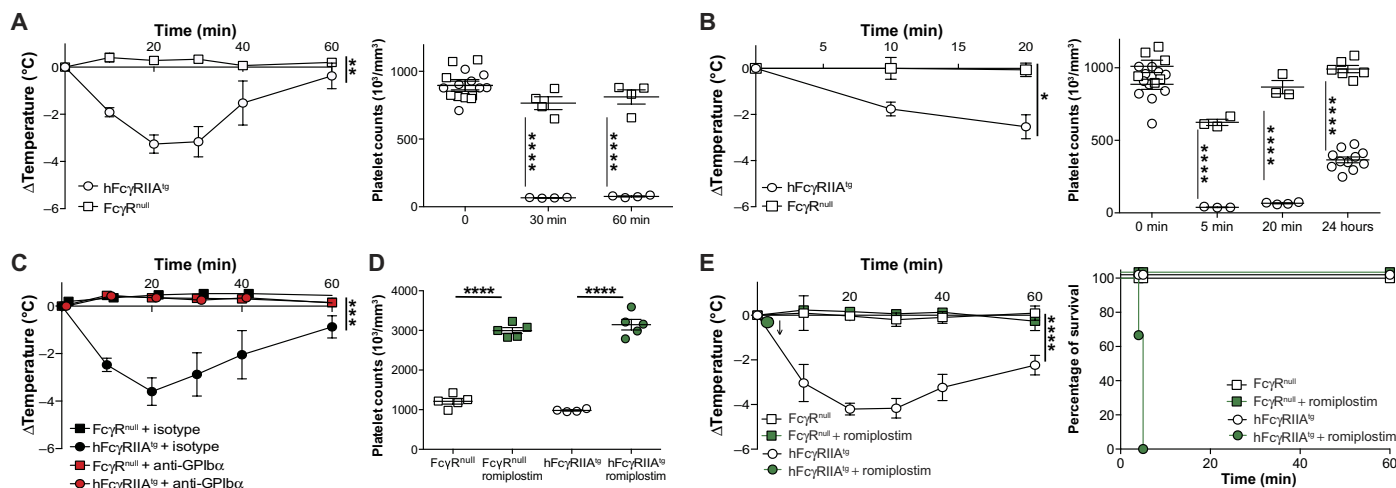 A
Time (min)
20
40
60
0
−2
−4
−6
ΔTemperature (°C)
**
hFcγRIIAᵗᵍ
FcγRⁿᵘˡˡ
Platelet counts (10³/mm³)
1000
500
0
****
****
0
30 min
60 min
B
Time (min)
5
10
15
20
0
−2
−4
−6
ΔTemperature (°C)
*
hFcγRIIAᵗᵍ
FcγRⁿᵘˡˡ
Platelet counts (10³/mm³)
1000
500
0
****
****
****
0 min
5 min
20 min
24 hours
C
Time (min)
20
40
60
0
−2
−4
−6
ΔTemperature (°C)
***
FcγRⁿᵘˡˡ + isotype
hFcγRIIAᵗᵍ + isotype
FcγRⁿᵘˡˡ + anti-GPIbα
hFcγRIIAᵗᵍ + anti-GPIbα
D
Platelet counts (10³/mm³)
4000
3000
2000
1000
0
****
****
FcγRⁿᵘˡˡ
FcγRⁿᵘˡˡ
romiplostim
hFcγRIIAᵗᵍ
hFcγRIIAᵗᵍ
romiplostim
E
Time (min)
20
40
60
0
−2
−4
−6
ΔTemperature (°C)
****
FcγRⁿᵘˡˡ
FcγRⁿᵘˡˡ + romiplostim
hFcγRIIAᵗᵍ
hFcγRIIAᵗᵍ + romiplostim
Percentage of survival
100
80
60
40
20
0
FcγRⁿᵘˡˡ
FcγRⁿᵘˡˡ + romiplostim
hFcγRIIAᵗᵍ
hFcγRIIAᵗᵍ + romiplostim
0
20
40
60
Time (min)